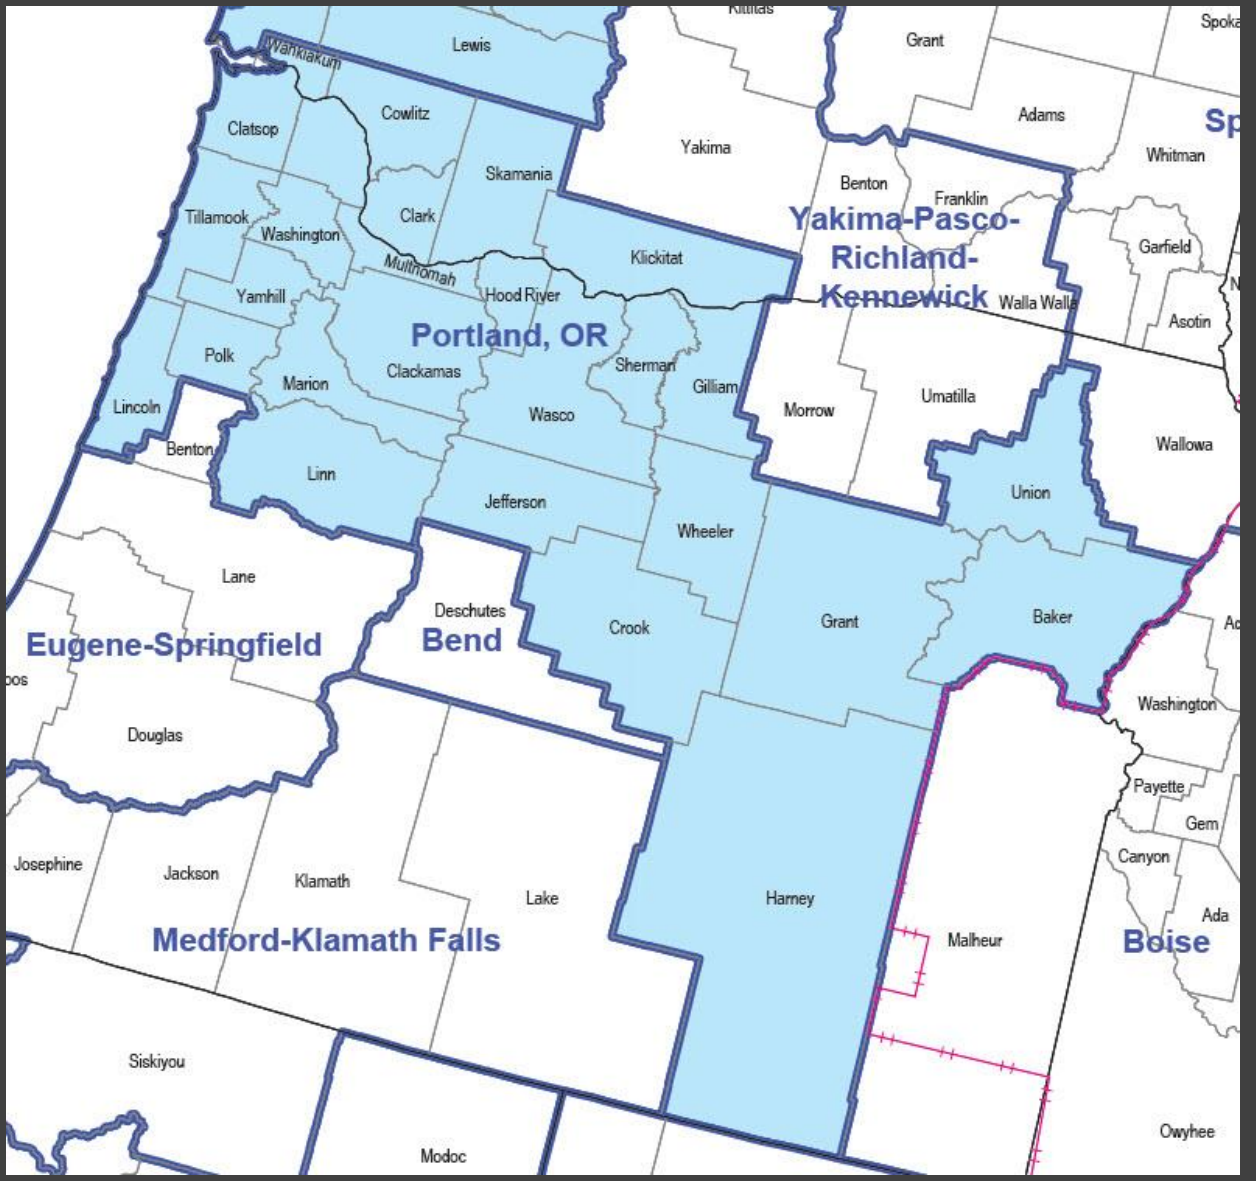 Kittitas
Spoka
Grant
Lewis
Wahkiakum
Adams
Sp
Cowlitz
Clatsop
Yakima
Whitman
Skamania
Benton
Franklin
Tillamook
Clark
Washington
Yakima-Pasco-
Richland-
Kennewick
Garfield
Klickitat
Multnomah
N
Yamhill
Hood River
Walla Walla
Asotin
Portland, OR
Polk
Marion
Clackamas
Sherman
Gilliam
Lincoln
Wasco
Morrow
Umatilla
Benton
Wallowa
Linn
Union
Jefferson
Wheeler
Lane
Deschutes
Bend
Crook
Grant
Baker
Ad
Eugene-Springfield
oos
Washington
Douglas
Payette
Gem
Josephine
Jackson
Klamath
Canyon
Lake
Harney
Ada
Medford-Klamath Falls
Malheur
Boise
Siskiyou
Modoc
Owyhee